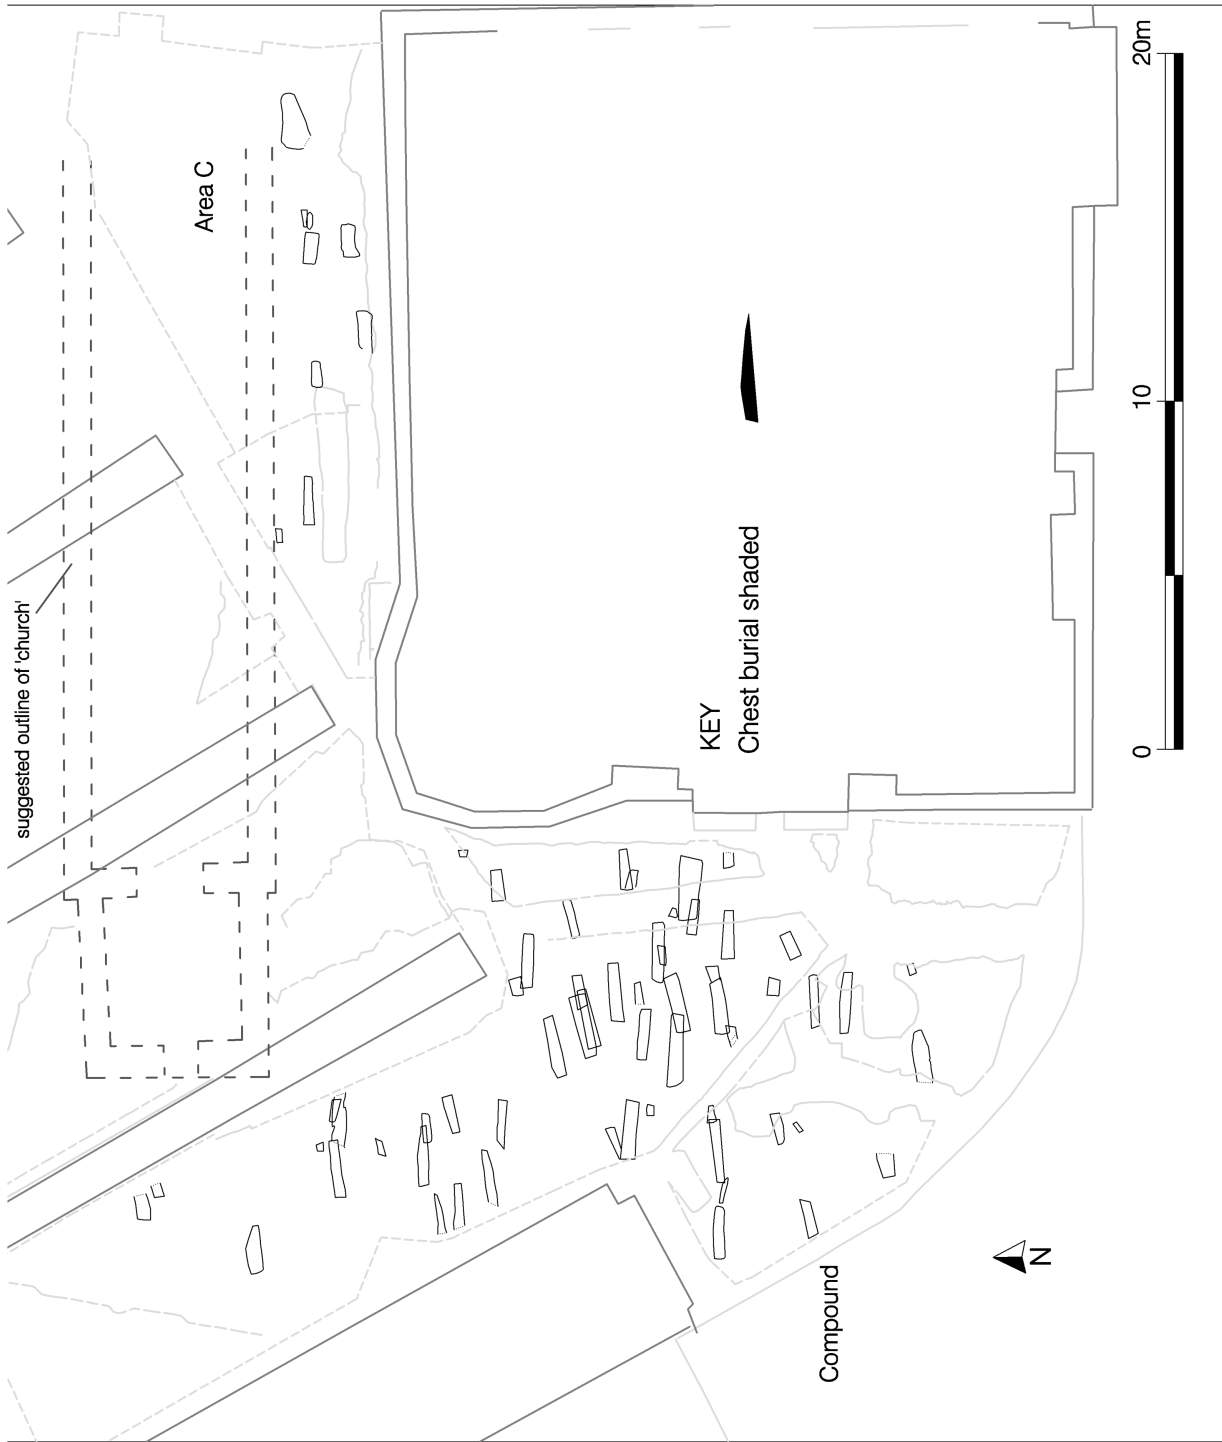 suggested outline of 'church'
Area C
KEY
Chest burial shaded
0
10
20m
Compound
N